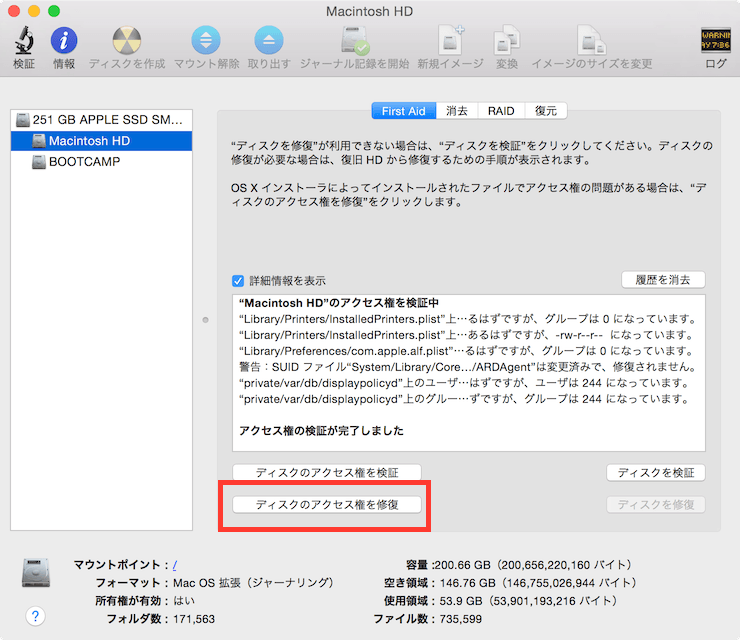 Macintosh HD
検証 情報 ディスクを作成 マウント解除 取り出す ジャーナル記録を開始 新規イメージ 変換 イメージのサイズを変更 ログ
WARNIN
AY 7:36
251 GB APPLE SSD SM...
Macintosh HD
BOOTCAMP
First Aid 消去 RAID 復元
“ディスクを修復”が利用できない場合は、“ディスクを検証”をクリックしてください。ディスクの
修復が必要な場合は、復旧 HD から修復するための手順が表示されます。
OS X インストーラによってインストールされたファイルでアクセス権の問題がある場合は、“デ
ィスクのアクセス権を修復”をクリックします。
詳細情報を表示
履歴を消去
“Macintosh HD”のアクセス権を検証中
“Library/Printers/InstalledPrinters.plist”上…るはずですが、グループは 0 になっています。
“Library/Printers/InstalledPrinters.plist”上…あるはずですが、-rw-r--r-- になっています。
“Library/Preferences/com.apple.alf.plist”…るはずですが、グループは 0 になっています。
警告：SUID ファイル“System/Library/Core…/ARDAgent”は変更済みで、修復されません。
“private/var/db/displaypolicyd”上のユーザ…はずですが、ユーザは 244 になっています。
“private/var/db/displaypolicyd”上のグルー…ずですが、グループは 244 になっています。
アクセス権の検証が完了しました
ディスクのアクセス権を検証
ディスクを検証
ディスクのアクセス権を修復
ディスクを修復
マウントポイント：/
フォーマット：Mac OS 拡張（ジャーナリング）
所有権が有効：はい
フォルダ数：171,563
容量：200.66 GB（200,656,220,160 バイト）
空き領域：146.76 GB（146,755,026,944 バイト）
使用領域：53.9 GB（53,901,193,216 バイト）
ファイル数：735,599
?